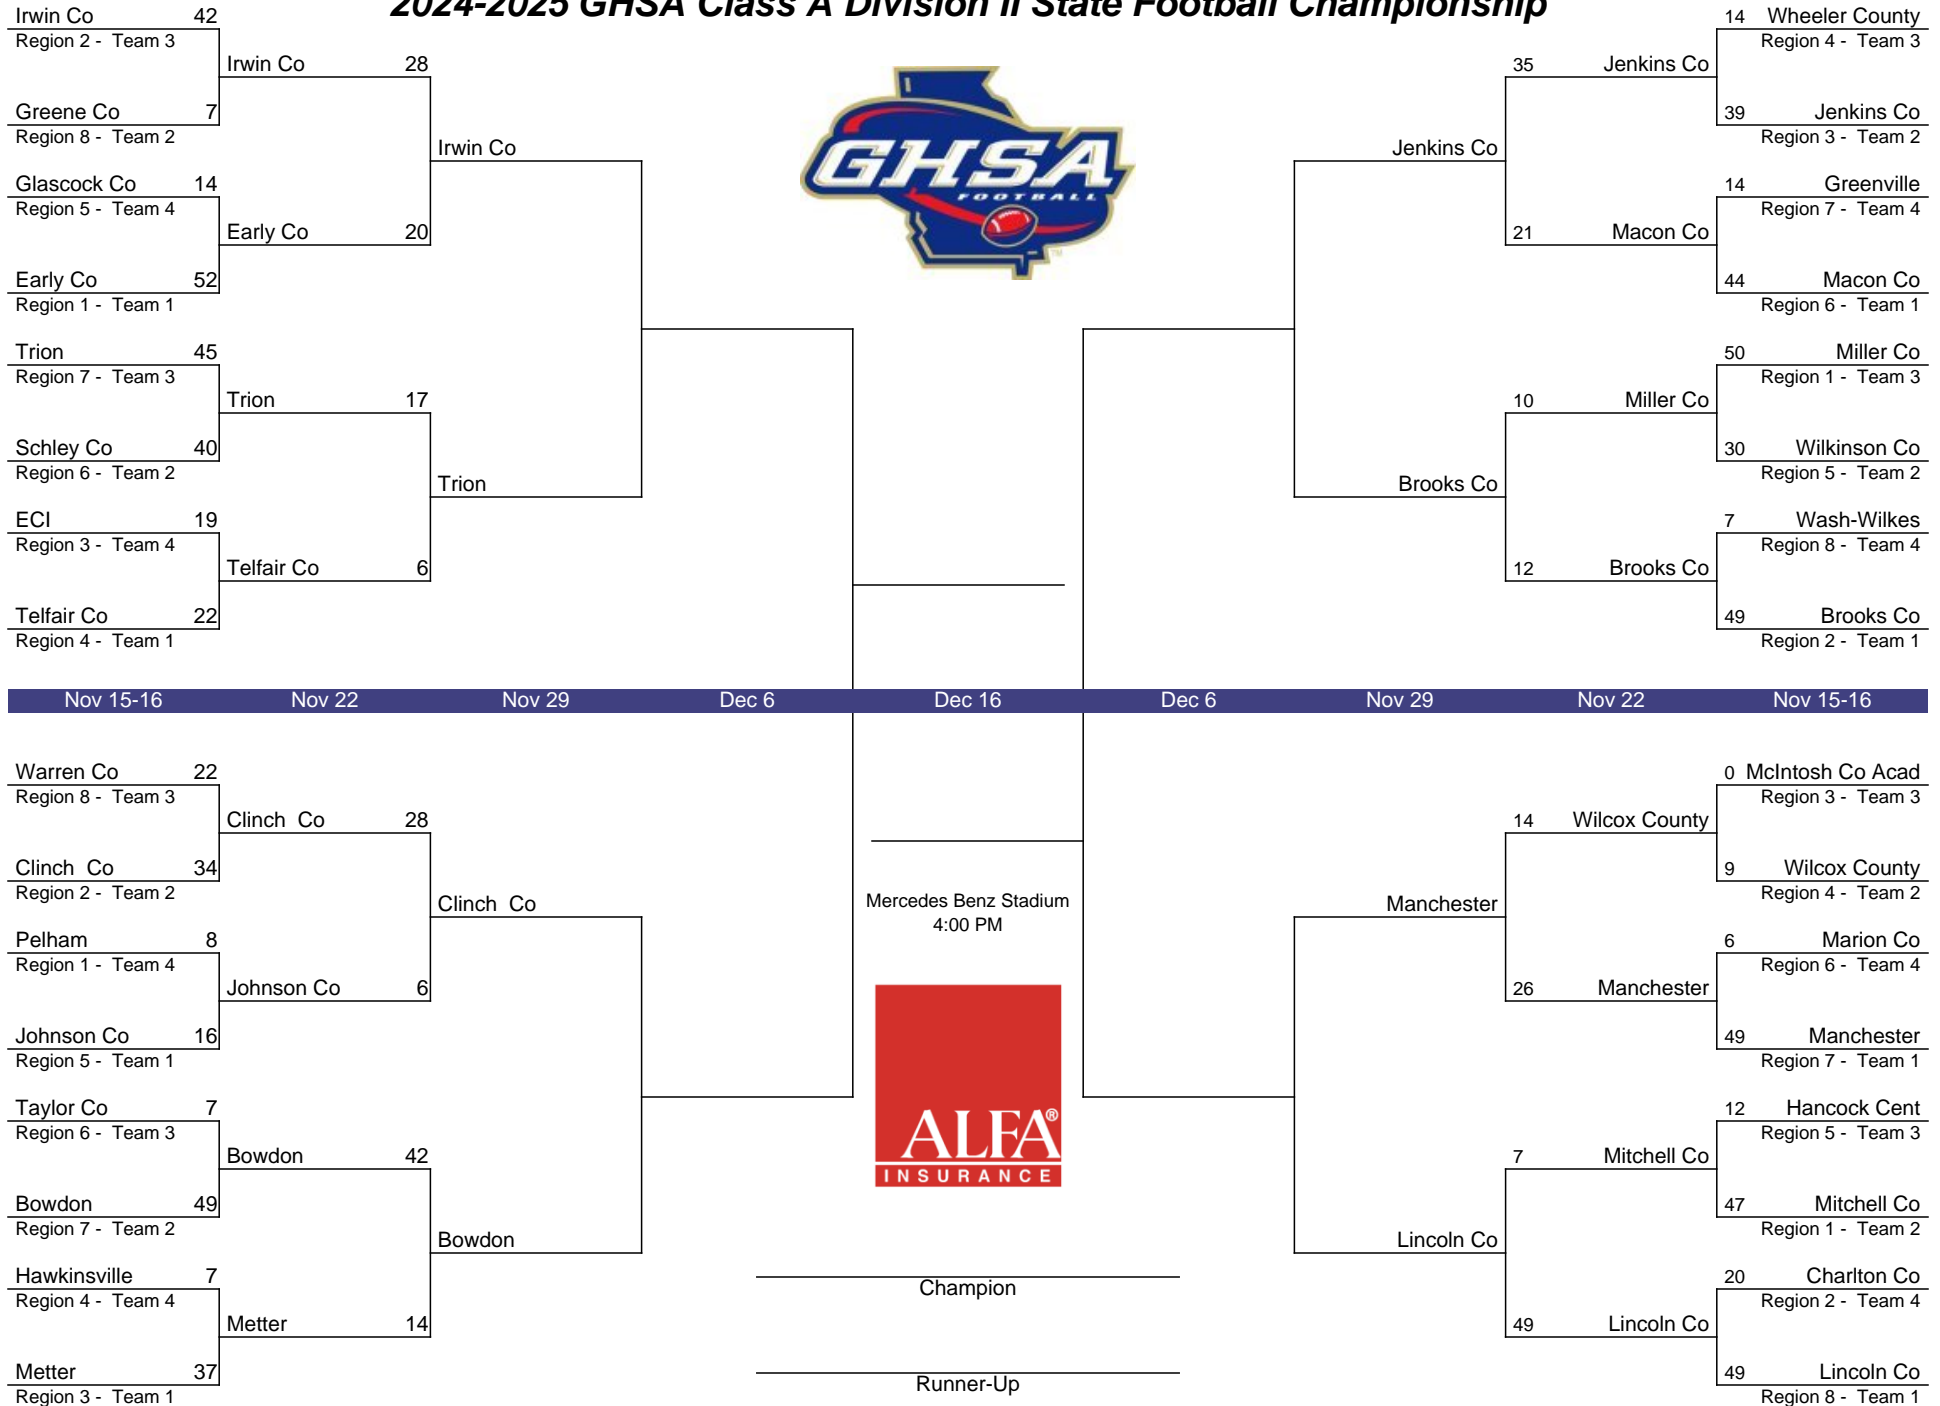 2024-2025 GHSA Class A Division II State Football Championship
Irwin Co 42
Region 2 - Team 3
Irwin Co 28
Greene Co 7
Region 8 - Team 2
Irwin Co
Glascock Co 14
Region 5 - Team 4
Early Co 20
Early Co 52
Region 1 - Team 1
Trion 45
Region 7 - Team 3
Trion 17
Schley Co 40
Region 6 - Team 2
Trion
ECI 19
Region 3 - Team 4
Telfair Co 6
Telfair Co 22
Region 4 - Team 1
GHSA
FOOTBALL
TM
14 Wheeler County
Region 4 - Team 3
35 Jenkins Co
39 Jenkins Co
Region 3 - Team 2
Jenkins Co
14 Greenville
Region 7 - Team 4
21 Macon Co
44 Macon Co
Region 6 - Team 1
50 Miller Co
Region 1 - Team 3
10 Miller Co
30 Wilkinson Co
Region 5 - Team 2
Brooks Co
7 Wash-Wilkes
Region 8 - Team 4
12 Brooks Co
49 Brooks Co
Region 2 - Team 1
Nov 15-16 Nov 22 Nov 29 Dec 6 Dec 16 Dec 6 Nov 29 Nov 22 Nov 15-16
Warren Co 22
Region 8 - Team 3
Clinch Co 28
Clinch Co 34
Region 2 - Team 2
Clinch Co
Pelham 8
Region 1 - Team 4
Johnson Co 6
Johnson Co 16
Region 5 - Team 1
Taylor Co 7
Region 6 - Team 3
Bowdon 42
Bowdon 49
Region 7 - Team 2
Bowdon
Hawkinsville 7
Region 4 - Team 4
Metter 14
Metter 37
Region 3 - Team 1
Mercedes Benz Stadium
4:00 PM
ALFA®
INSURANCE
Champion
Runner-Up
0 McIntosh Co Acad
Region 3 - Team 3
14 Wilcox County
9 Wilcox County
Region 4 - Team 2
Manchester
6 Marion Co
Region 6 - Team 4
26 Manchester
49 Manchester
Region 7 - Team 1
12 Hancock Cent
Region 5 - Team 3
7 Mitchell Co
47 Mitchell Co
Region 1 - Team 2
Lincoln Co
20 Charlton Co
Region 2 - Team 4
49 Lincoln Co
49 Lincoln Co
Region 8 - Team 1